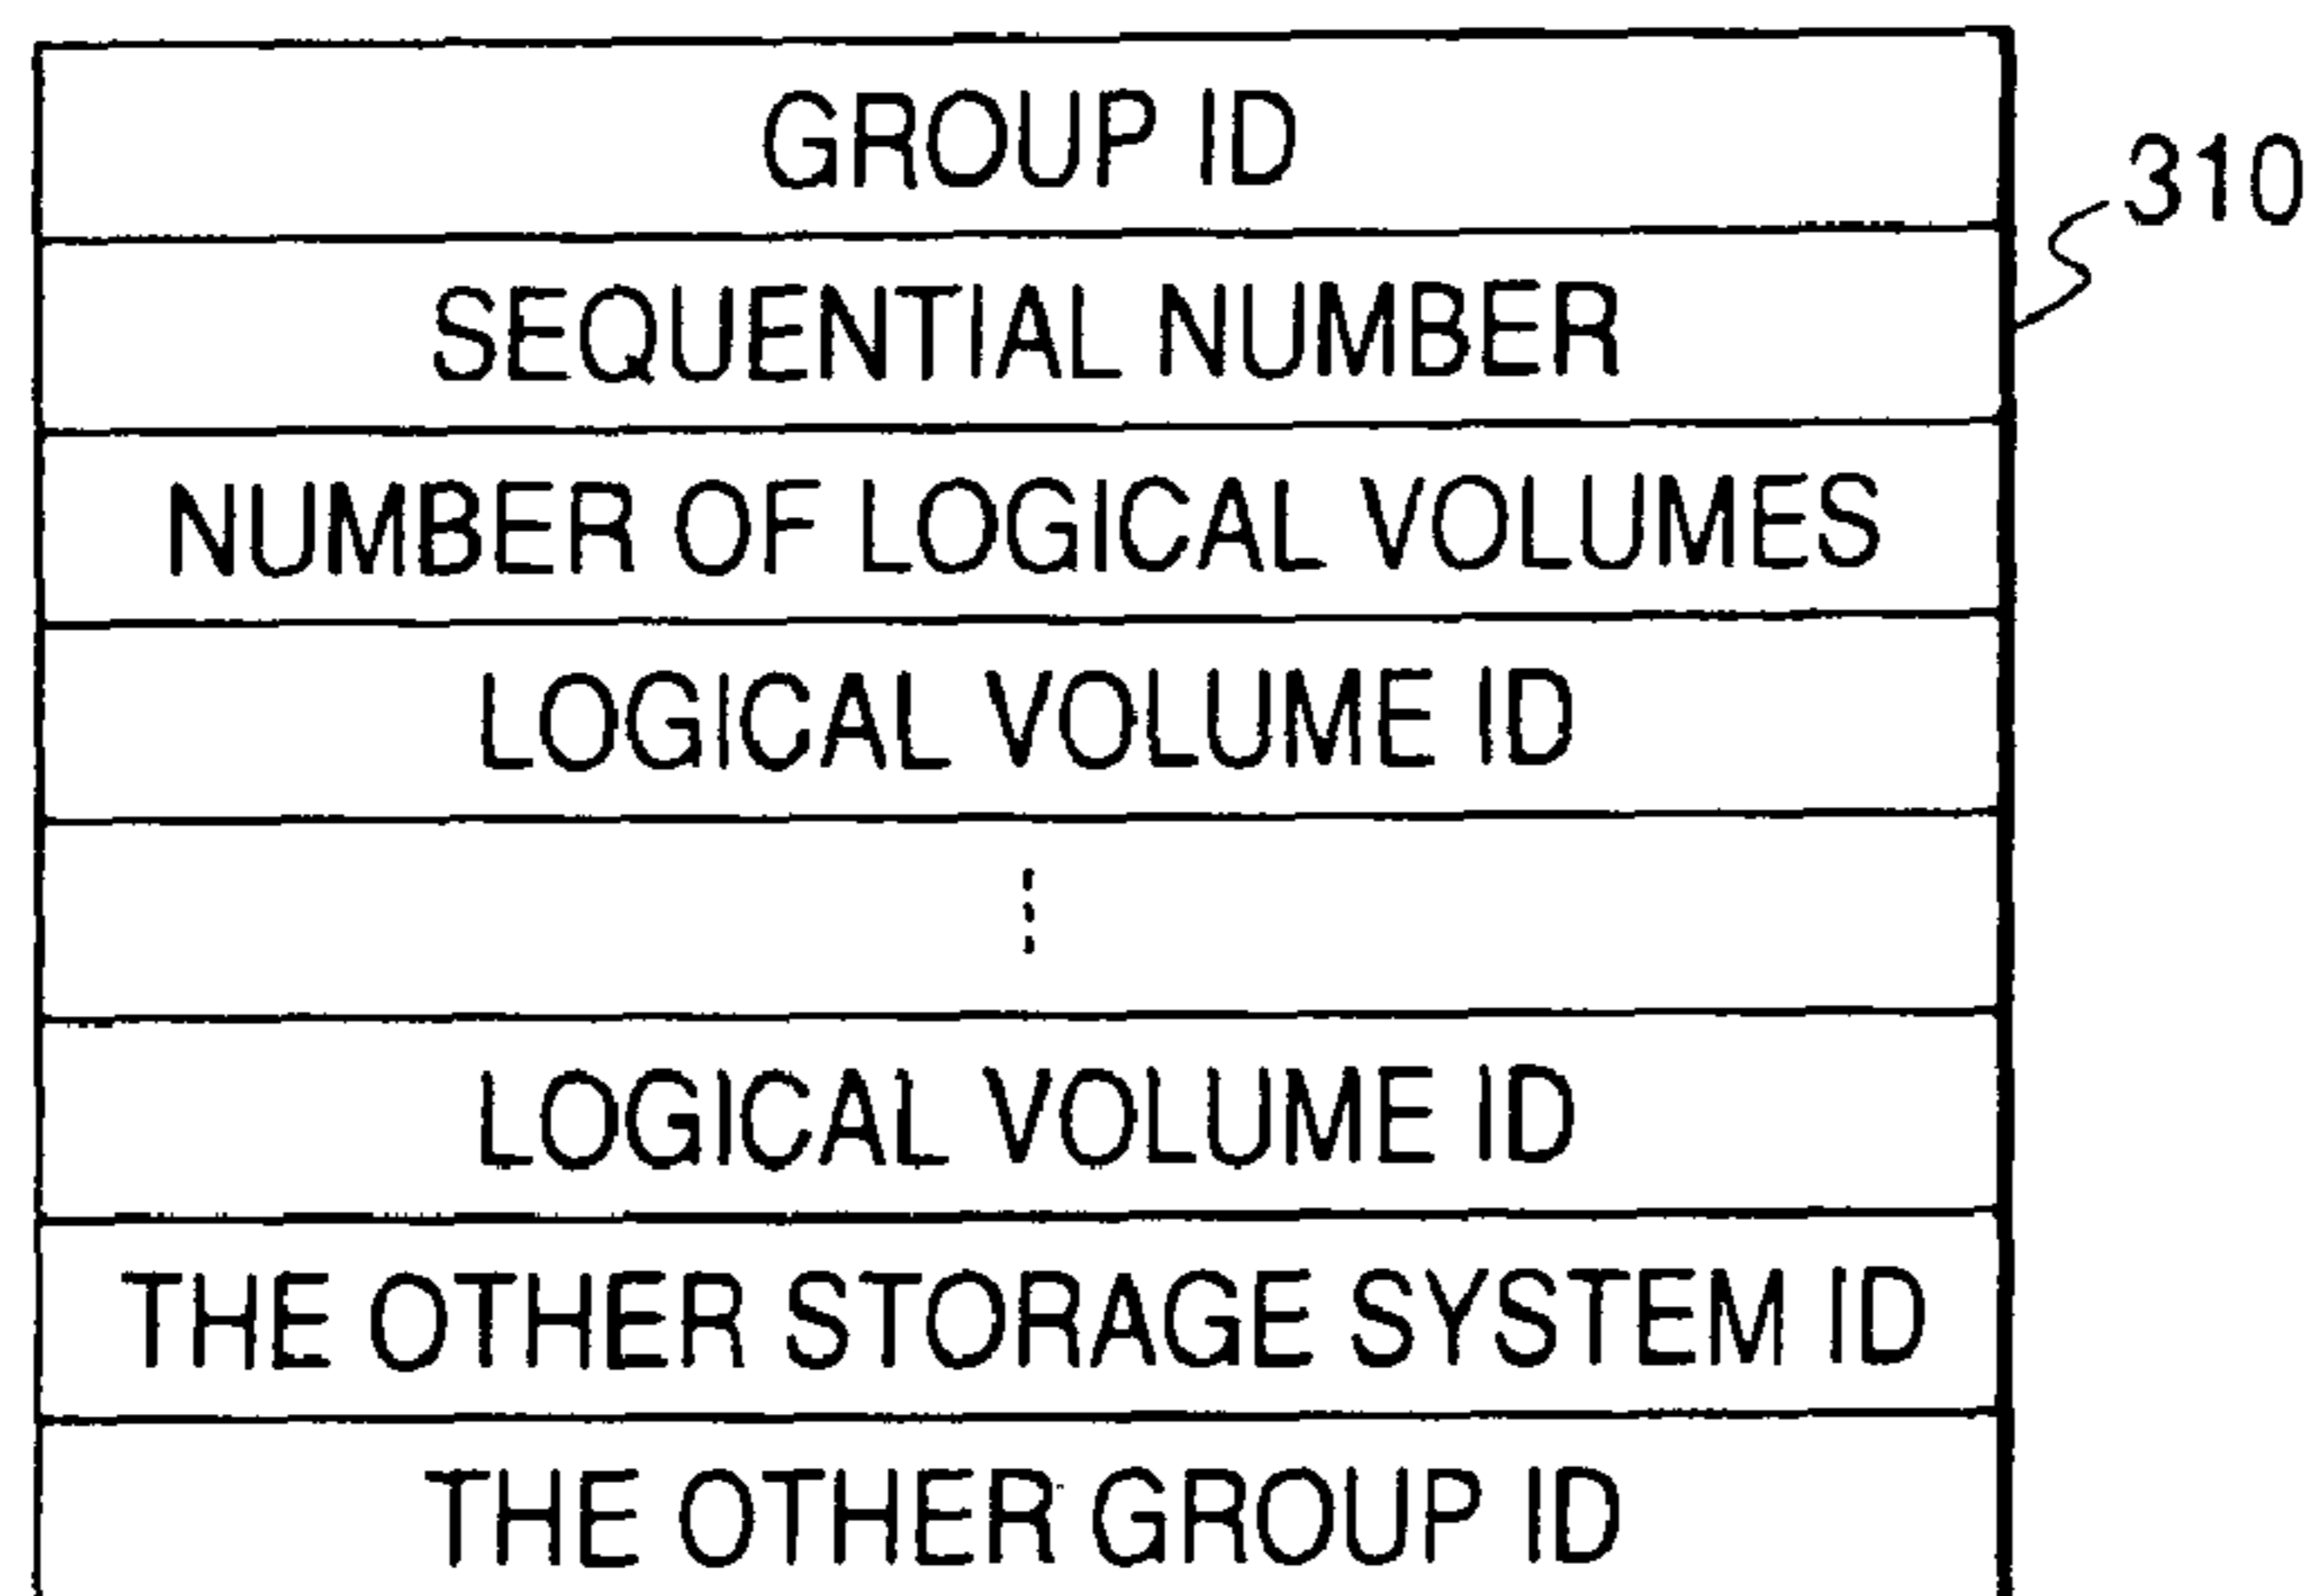 GROUP ID
310
SEQUENTIAL NUMBER
NUMBER OF LOGICAL VOLUMES
LOGICAL VOLUME ID
LOGICAL VOLUME ID
THE OTHER STORAGE SYSTEM ID
THE OTHER GROUP ID